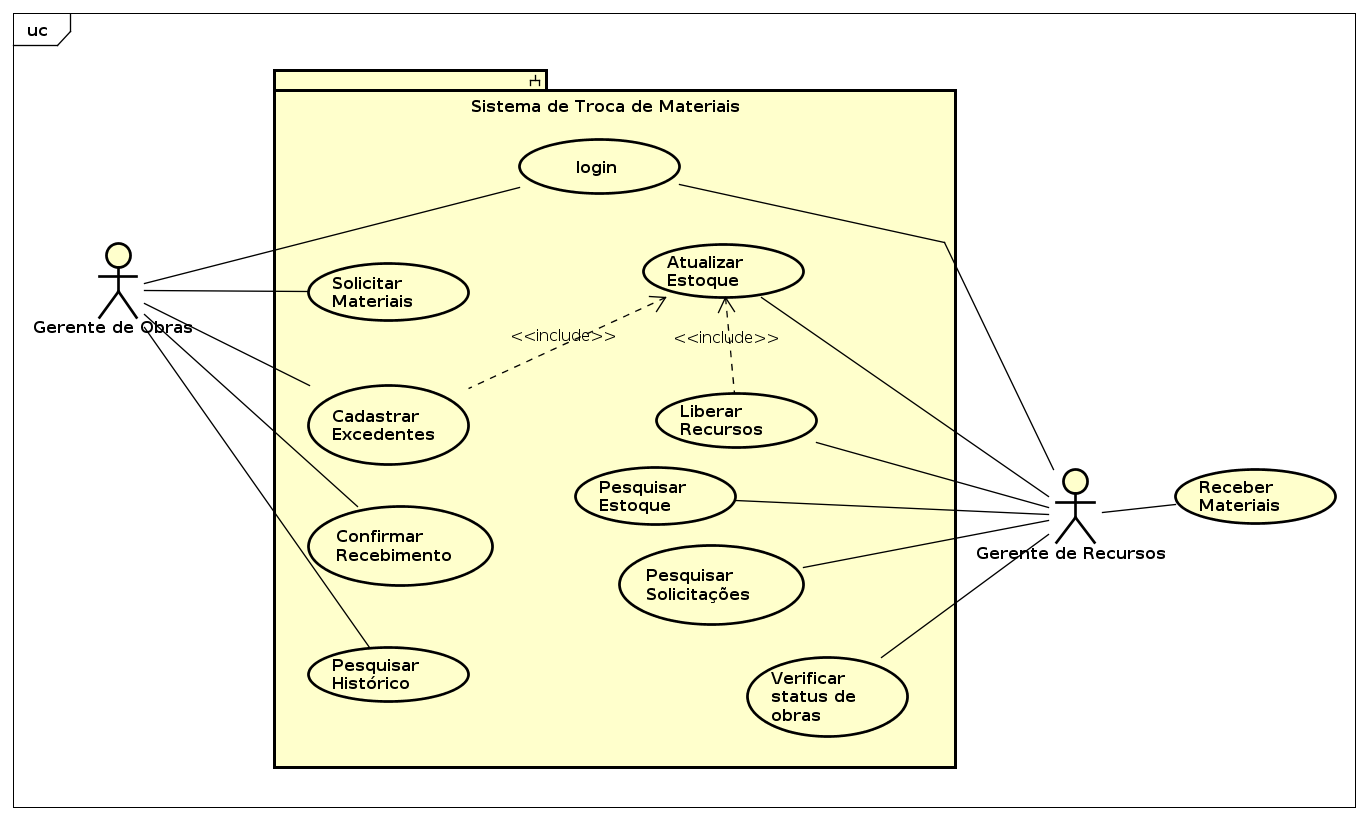 uc
Sistema de Troca de Materiais
login
Atualizar
Estoque
Solicitar
Materiais
Gerente de Obras
<<include>>
<<include>>
Cadastrar
Excedentes
Liberar
Recursos
Pesquisar
Estoque
Receber
Materiais
Confirmar
Recebimento
Gerente de Recursos
Pesquisar
Solicitações
Pesquisar
Histórico
Verificar
status de
obras